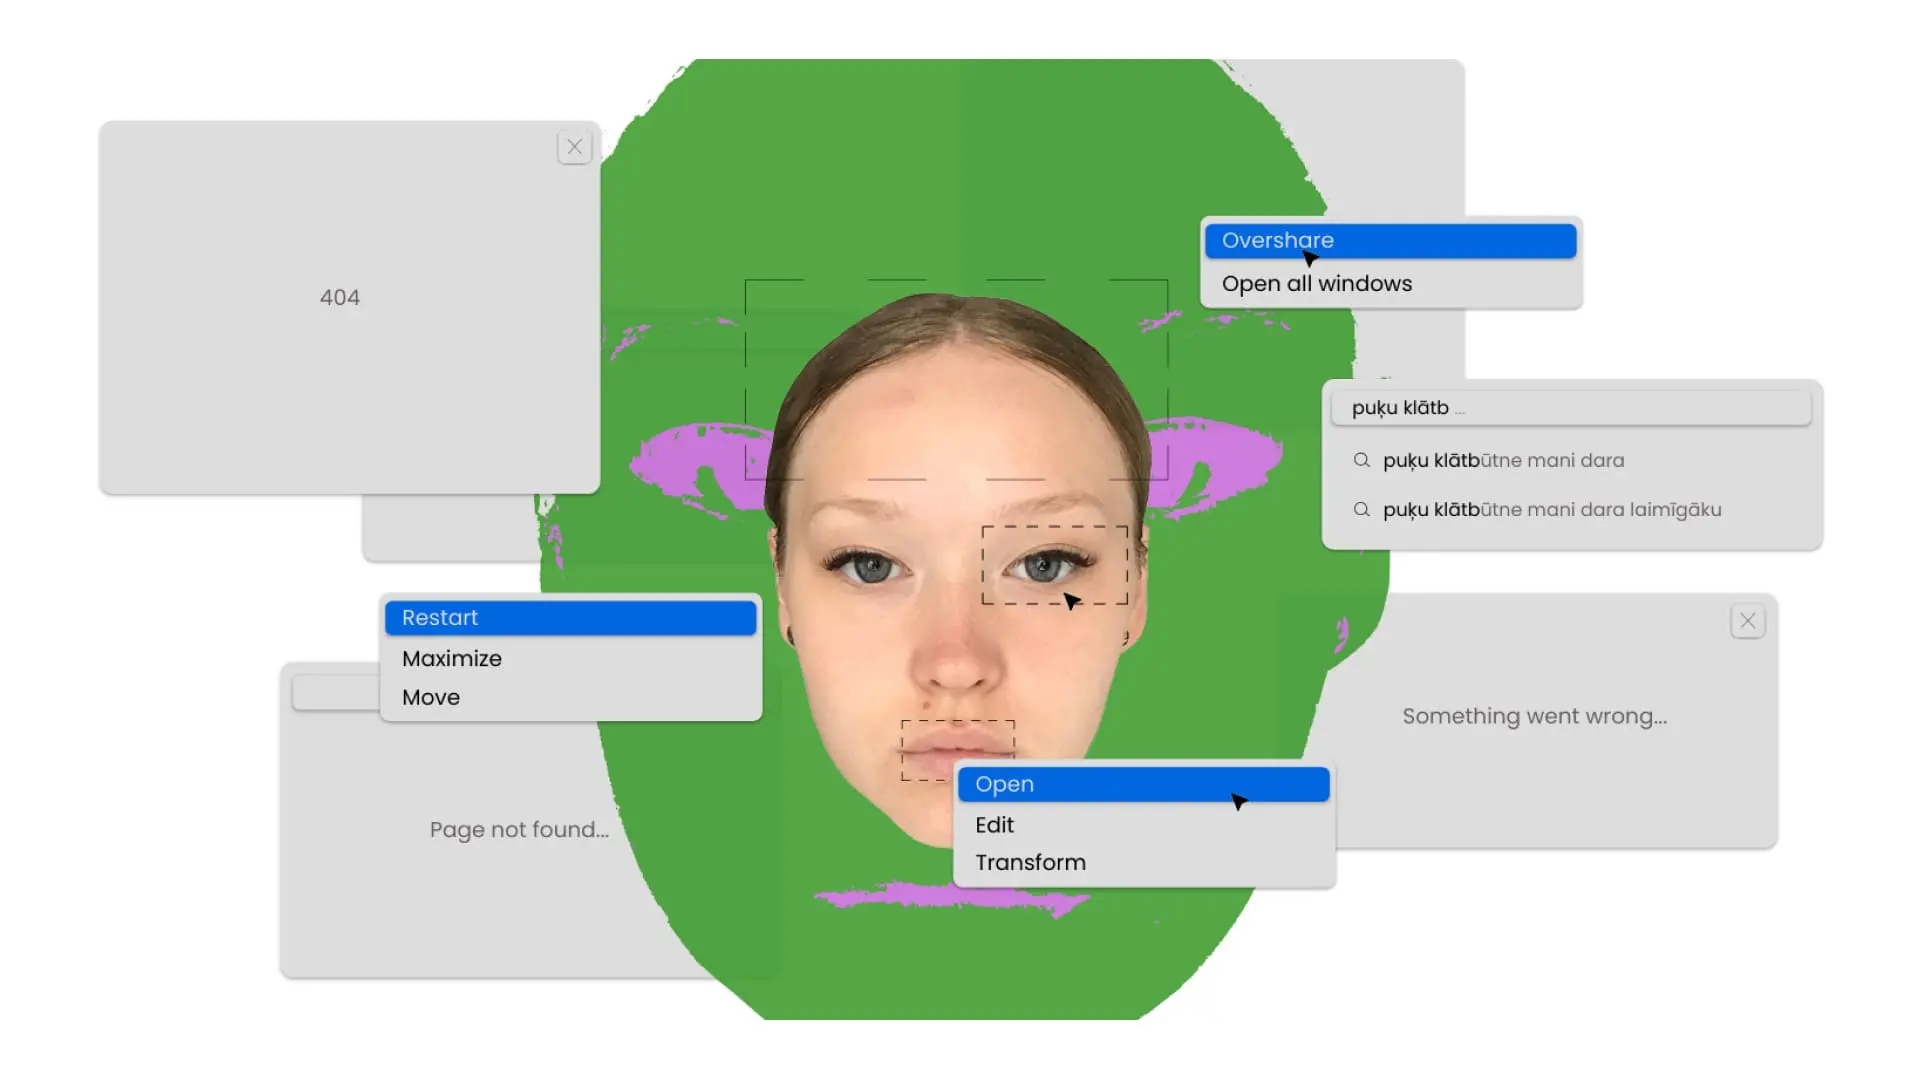 404
Overshare
Open all windows
puķu klātb ...
puķu klātbūtne mani dara
puķu klātbūtne mani dara laimīgāku
Restart
Maximize
Move
Something went wrong...
Page not found...
Open
Edit
Transform